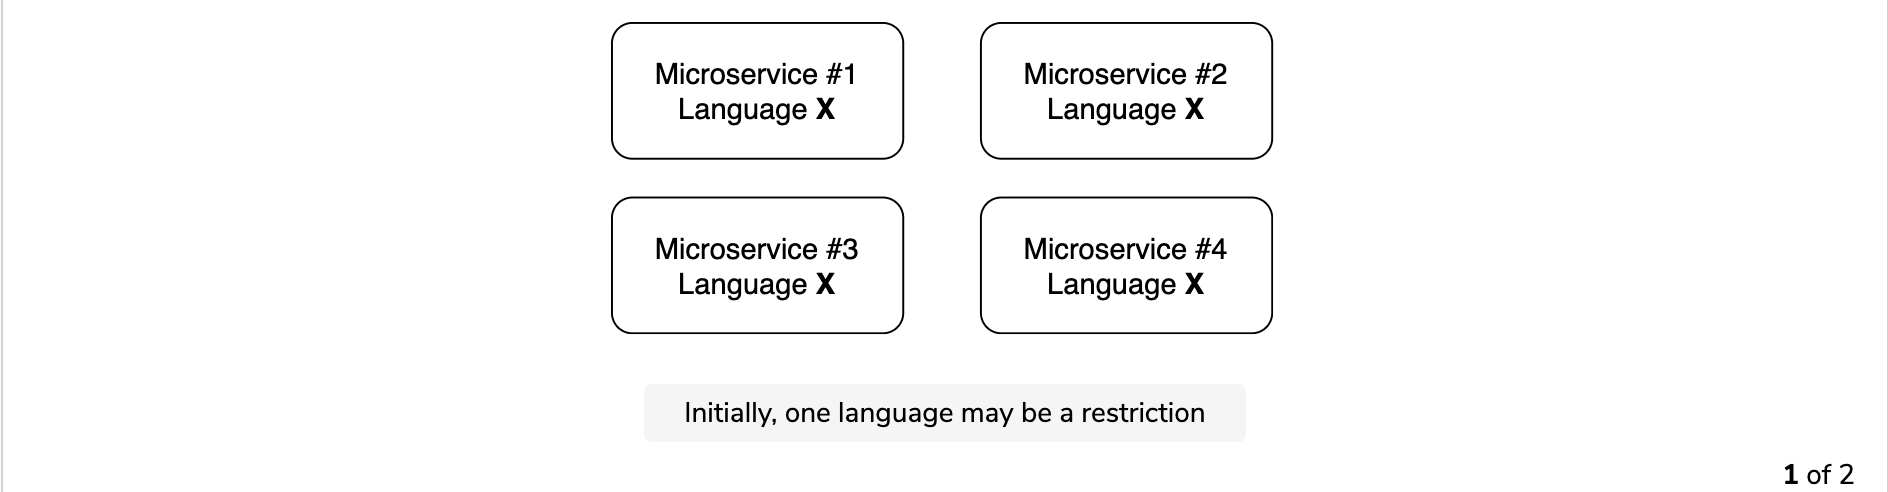 Microservice #1
Language X
Microservice #2
Language X
Microservice #3
Language X
Microservice #4
Language X
Initially, one language may be a restriction
1 of 2